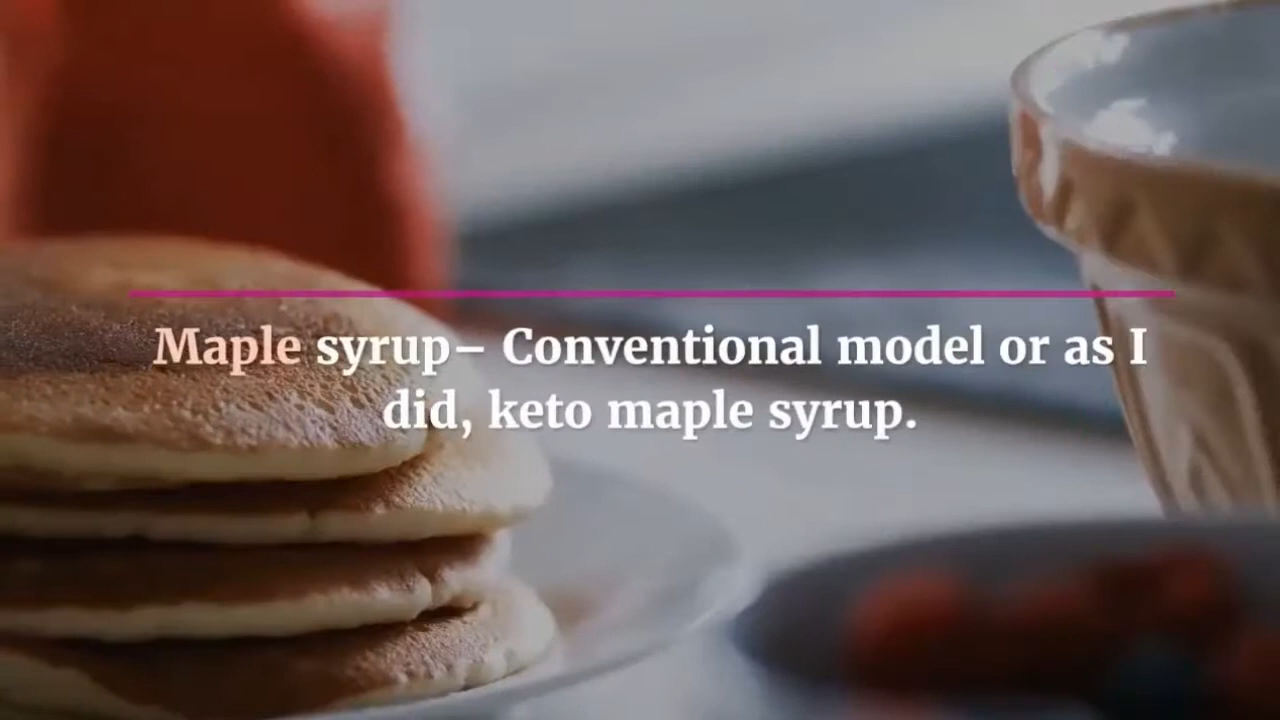 Maple syrup– Conventional model or as I
did, keto maple syrup.